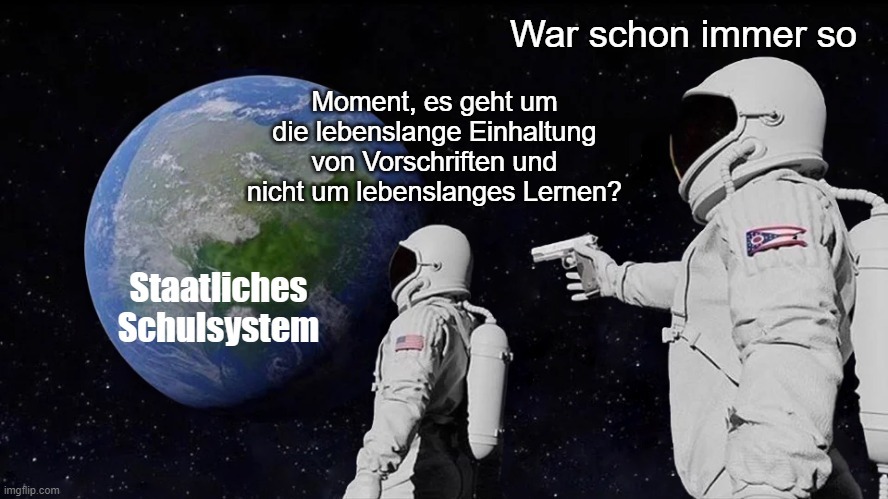 War schon immer so
Moment, es geht um
die lebenslange Einhaltung
von Vorschriften und
nicht um lebenslanges Lernen?
Staatliches
Schulsystem
imgflip.com